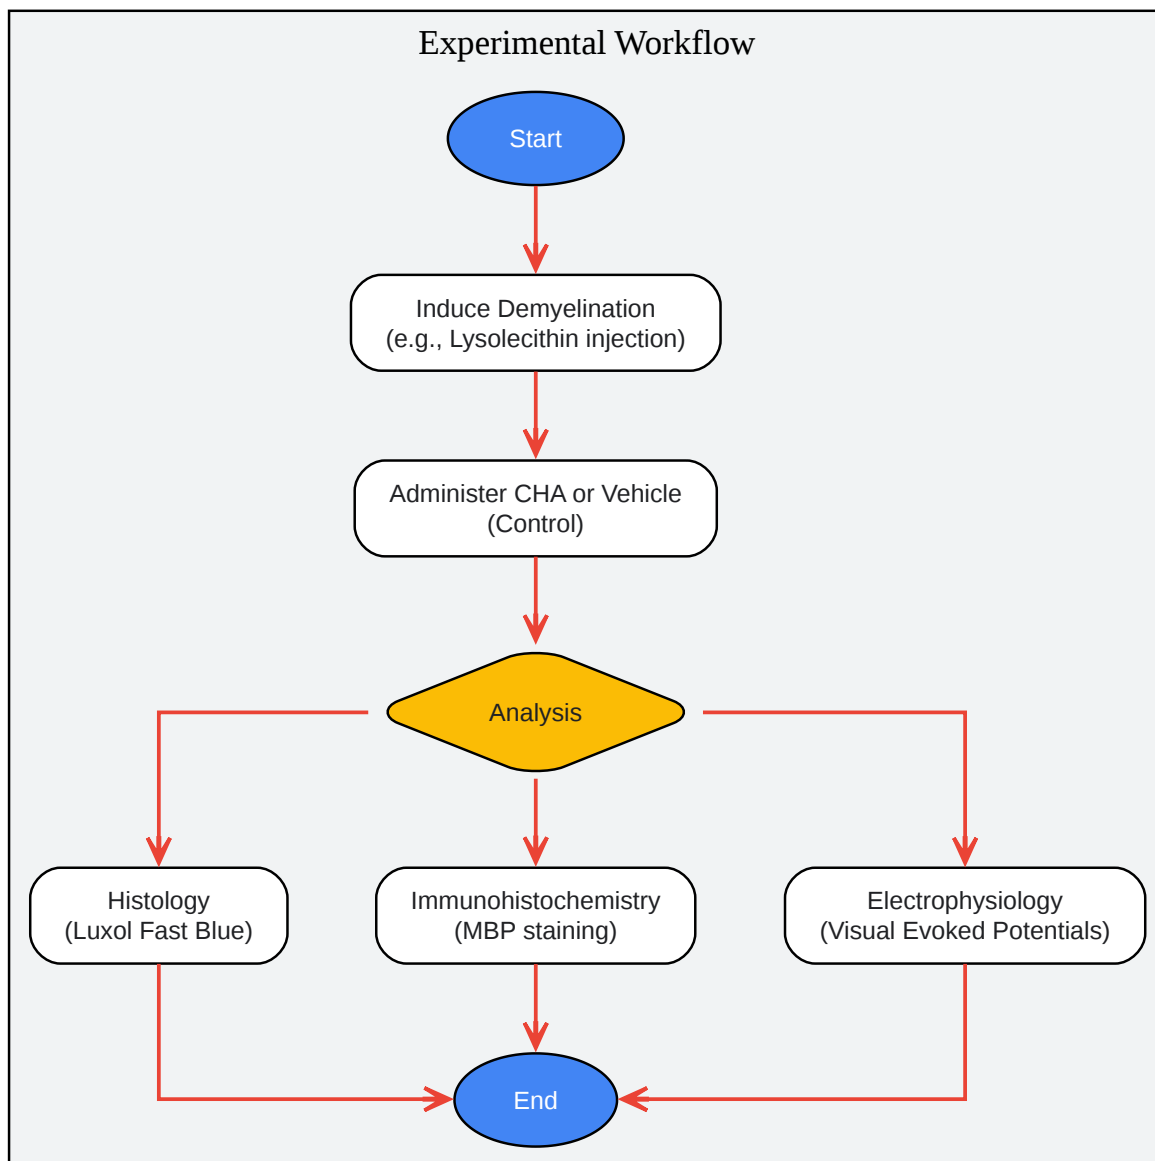 Experimental Workflow
Start
Induce Demyelination
(e.g., Lysolecithin injection)
Administer CHA or Vehicle
(Control)
Analysis
Histology
(Luxol Fast Blue)
Immunohistochemistry
(MBP staining)
Electrophysiology
(Visual Evoked Potentials)
End